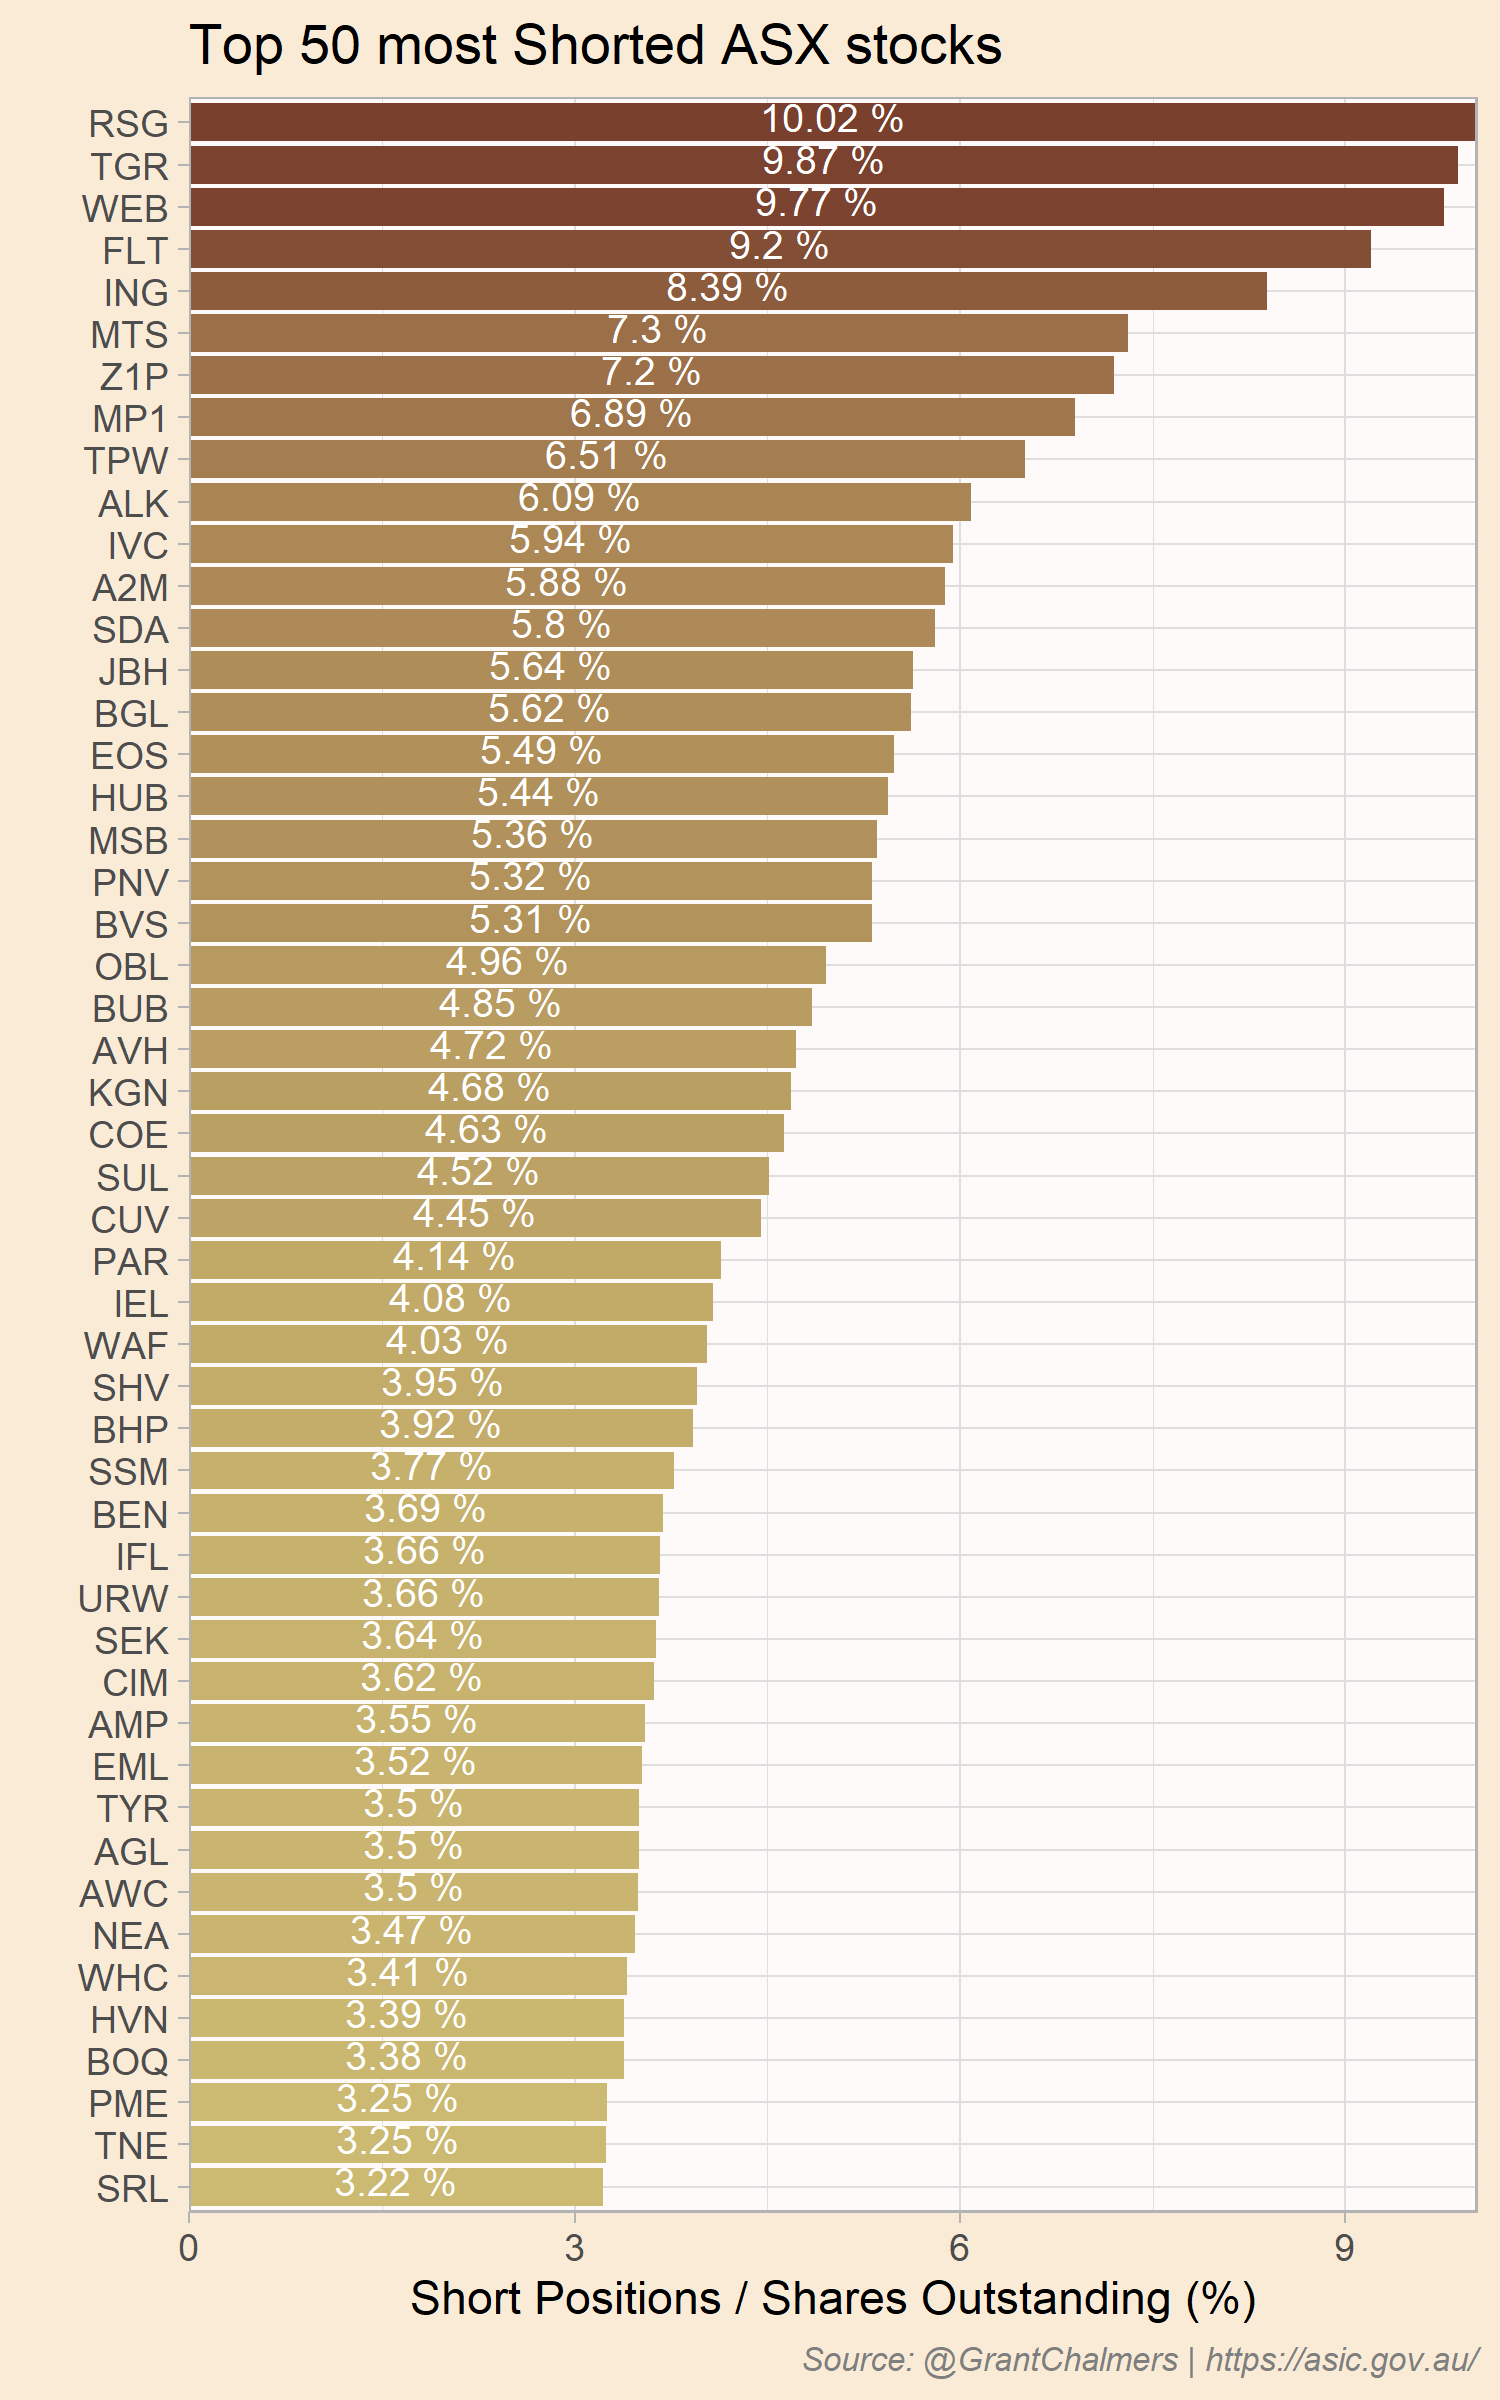 Top 50 most Shorted ASX stocks
RSG 10.02 %
TGR 9.87 %
WEB 9.77 %
FLT 9.2 %
ING 8.39 %
MTS 7.3 %
Z1P 7.2 %
MP1 6.89 %
TPW 6.51 %
ALK 6.09 %
IVC 5.94 %
A2M 5.88 %
SDA 5.8 %
JBH 5.64 %
BGL 5.62 %
EOS 5.49 %
HUB 5.44 %
MSB 5.36 %
PNV 5.32 %
BVS 5.31 %
OBL 4.96 %
BUB 4.85 %
AVH 4.72 %
KGN 4.68 %
COE 4.63 %
SUL 4.52 %
CUV 4.45 %
PAR 4.14 %
IEL 4.08 %
WAF 4.03 %
SHV 3.95 %
BHP 3.92 %
SSM 3.77 %
BEN 3.69 %
IFL 3.66 %
URW 3.66 %
SEK 3.64 %
CIM 3.62 %
AMP 3.55 %
EML 3.52 %
TYR 3.5 %
AGL 3.5 %
AWC 3.5 %
NEA 3.47 %
WHC 3.41 %
HVN 3.39 %
BOQ 3.38 %
PME 3.25 %
TNE 3.25 %
SRL 3.22 %
0 3 6 9
Short Positions / Shares Outstanding (%)
Source: @GrantChalmers | https://asic.gov.au/